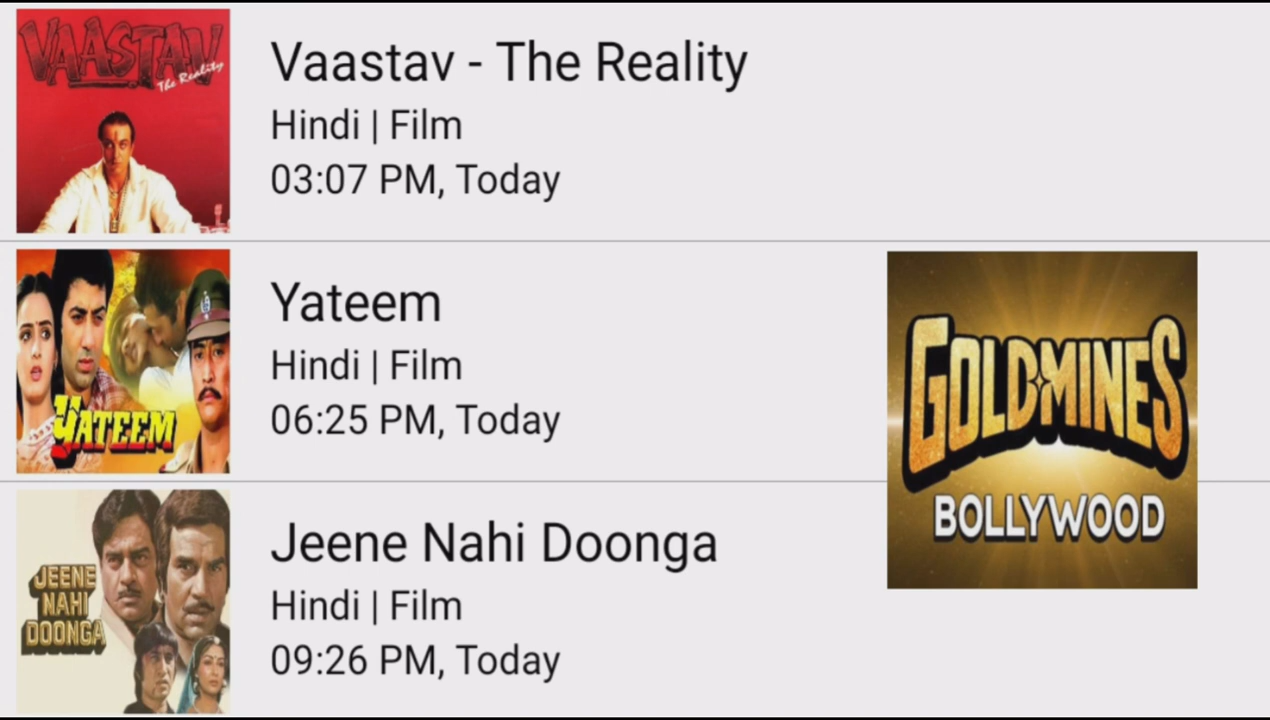 VAASTAV
The Reality
Vaastav - The Reality
Hindi | Film
03:07 PM, Today
YATEEM
Yateem
Hindi | Film
06:25 PM, Today
GOLDMINES
BOLLYWOOD
JEENE
NAHI
DOONGA
Jeene Nahi Doonga
Hindi | Film
09:26 PM, Today